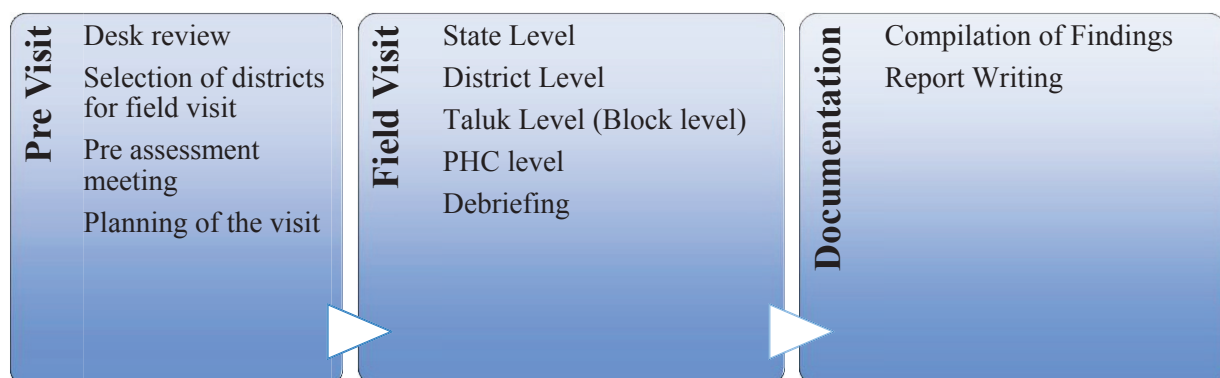 Pre Visit
Desk review
Selection of districts
for field visit
Pre assessment
meeting
Planning of the visit
Field Visit
State Level
District Level
Taluk Level (Block level)
PHC level
Debriefing
Documentation
Compilation of Findings
Report Writing